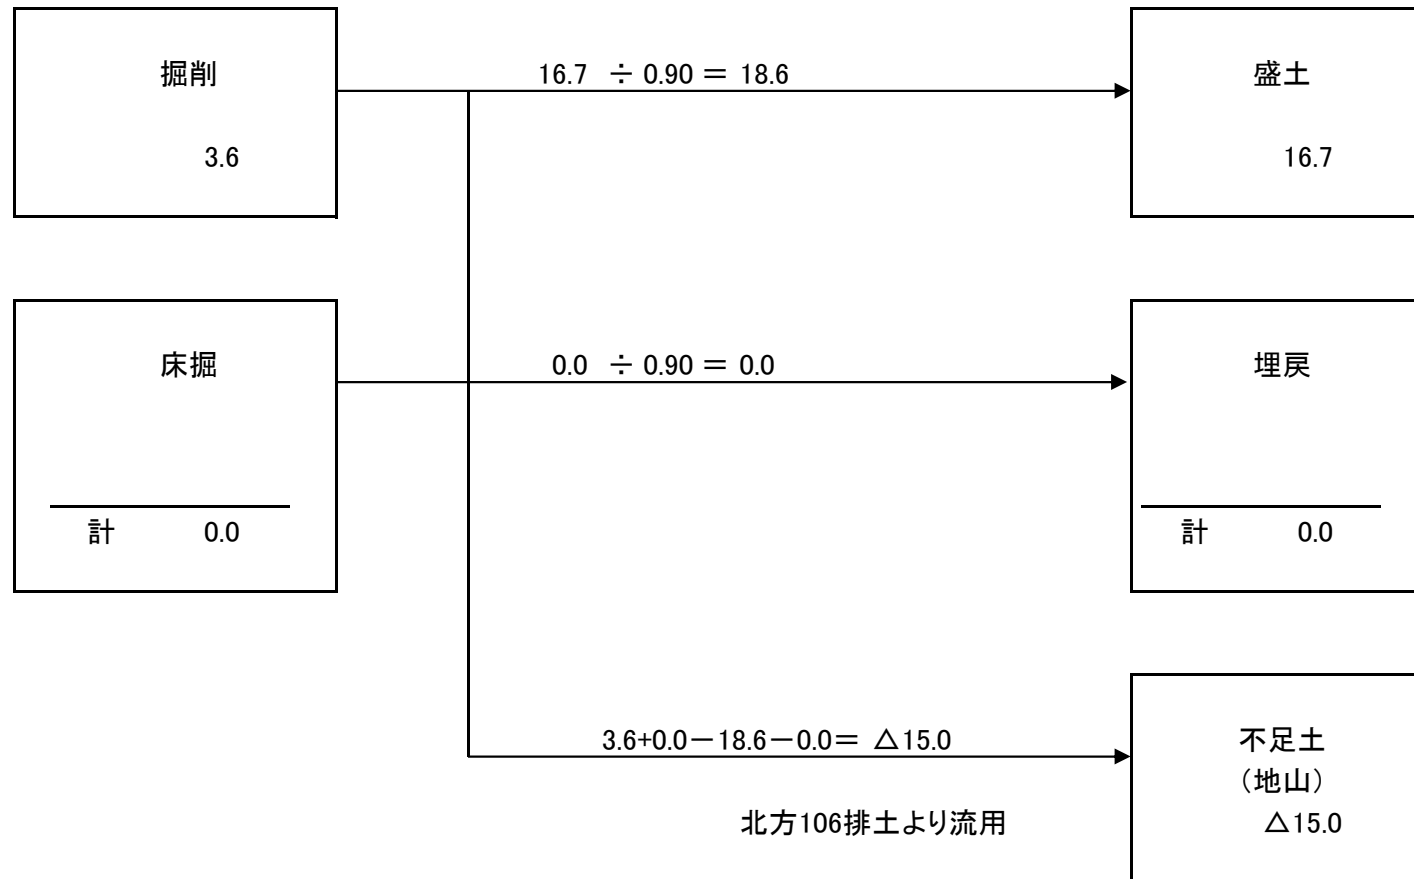 掘削
16.7 ÷ 0.90 ＝ 18.6
盛土
3.6
16.7
床掘
0.0 ÷ 0.90 ＝ 0.0
埋戻
計 0.0
計 0.0
3.6+0.0－18.6－0.0＝ △15.0
不足土
（地山）
北方106排土より流用
△15.0